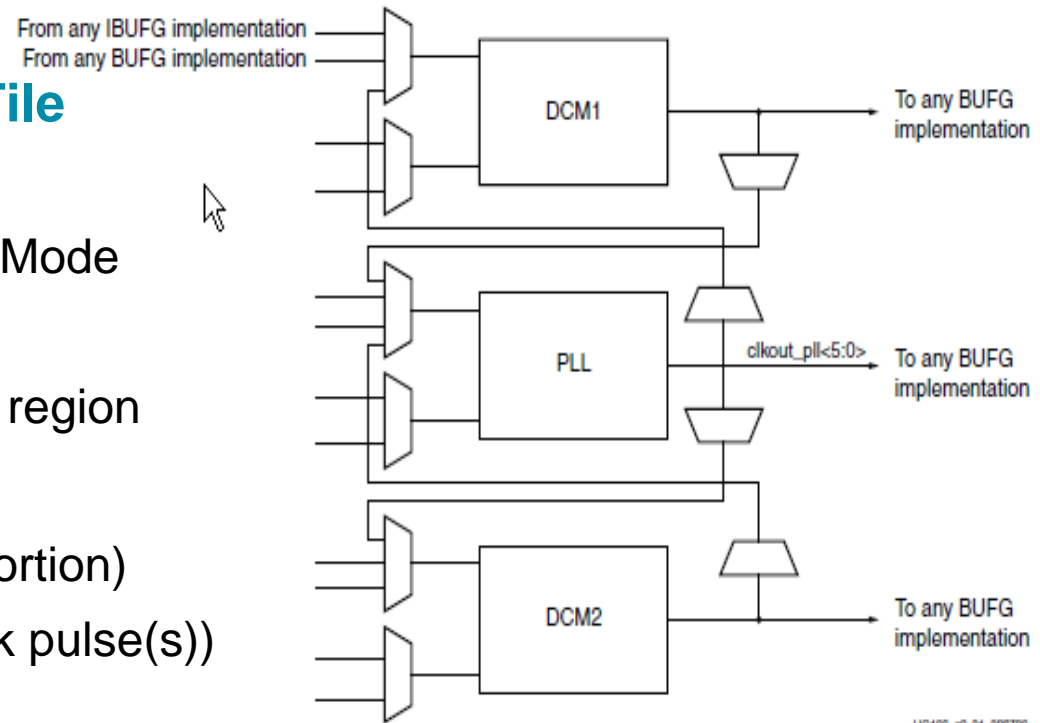 From any IBUFG implementation
From any BUFG implementation
Tile
Mode
region
ortion)
k pulse(s))
DCM1
To any BUFG
implementation
PLL
clkout_pll<5:0>
To any BUFG
implementation
DCM2
To any BUFG
implementation